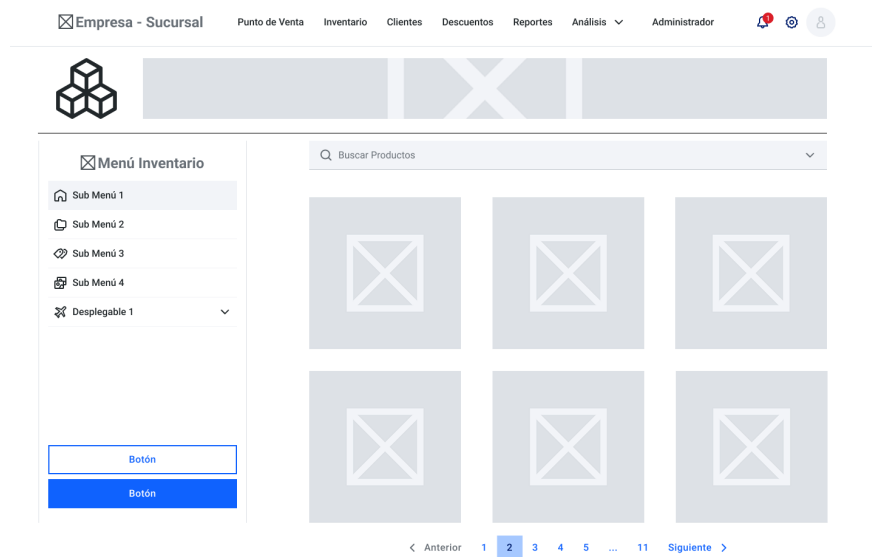 Empresa - Sucursal Punto de Venta Inventario Clientes Descuentos Reportes Análisis Administrador 1
Menú Inventario
Sub Menú 1
Sub Menú 2
Sub Menú 3
Sub Menú 4
Desplegable 1
Botón
Botón
Buscar Productos
Anterior 1 2 3 4 5 ... 11 Siguiente